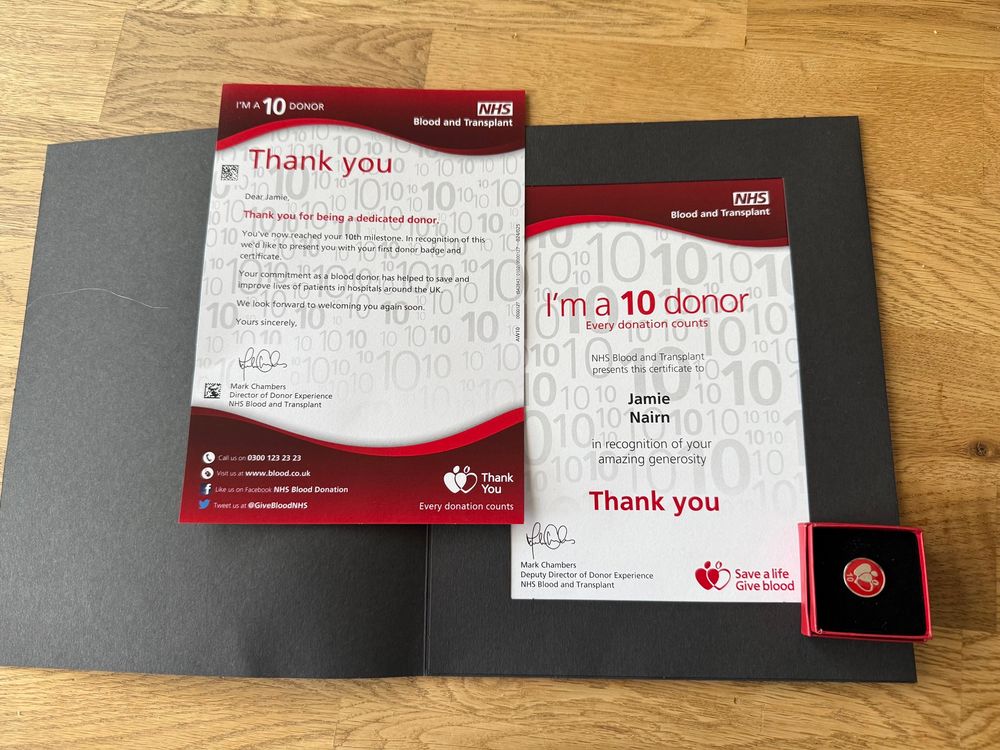 I'M A 10 DONOR
NHS
Blood and Transplant
Thank you
Dear Jamie,
Thank you for being a dedicated donor.
You've now reached your 10th milestone. In recognition of this
we'd like to present you with your first donor badge and
certificate.
Your commitment as a blood donor has helped to save and
improve lives of patients in hospitals around the UK.
We look forward to welcoming you again soon.
Yours sincerely,
Mark Chambers
Director of Donor Experience
NHS Blood and Transplant
Call us on 0300 123 23 23
Visit us at www.blood.co.uk
Like us on Facebook NHS Blood Donation
Tweet us at @GiveBloodNHS
Thank
You
Every donation counts
NHS
Blood and Transplant
I'm a 10 donor
Every donation counts
NHS Blood and Transplant
presents this certificate to
Jamie
Nairn
in recognition of your
amazing generosity
Thank you
Mark Chambers
Deputy Director of Donor Experience
NHS Blood and Transplant
Save a life
Give blood
10